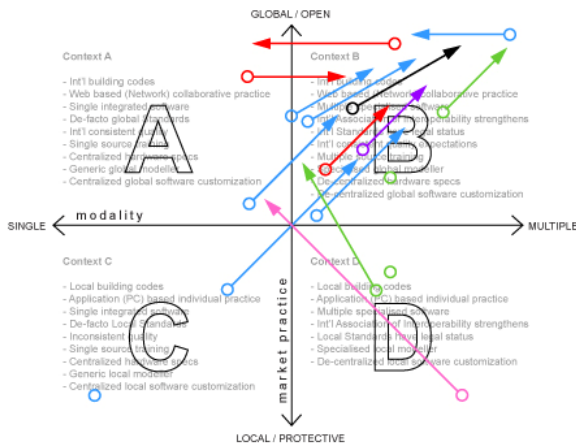 GLOBAL / OPEN
Context A
- Int'l building codes
- Web based (Network) collaborative practice
- Single integrated software
- De-facto global Standards
- Int'l consistent quality
- Single source training
- Centralized hardware specs
- Generic global modeller
- Centralized global software customization
A
Context B
- Int'l building codes
- Web based (Network) collaborative practice
- Multiple specialised software
- Int'l Association of Interoperability strengthens
- Int'l Standards have legal status
- Int'l quality expectations
- Multiple source training
- Specialised global modeller
- De-centralized hardware specs
- De-centralized global software customization
B
SINGLE
modality
MULTIPLE
Context C
- Local building codes
- Application (PC) based individual practice
- Single integrated software
- De-facto Local Standards
- Inconsistent quality
- Single source training
- Centralized hardware specs
- Generic local modeller
- Centralized local software customization
C
market practice
Context D
- Local building codes
- Application (PC) based individual practice
- Multiple specialised software
- Int'l Association of Interoperability strengthens
- Local Standards have legal status
- Specialised local modeller
- De-centralized local software customization
D
LOCAL / PROTECTIVE